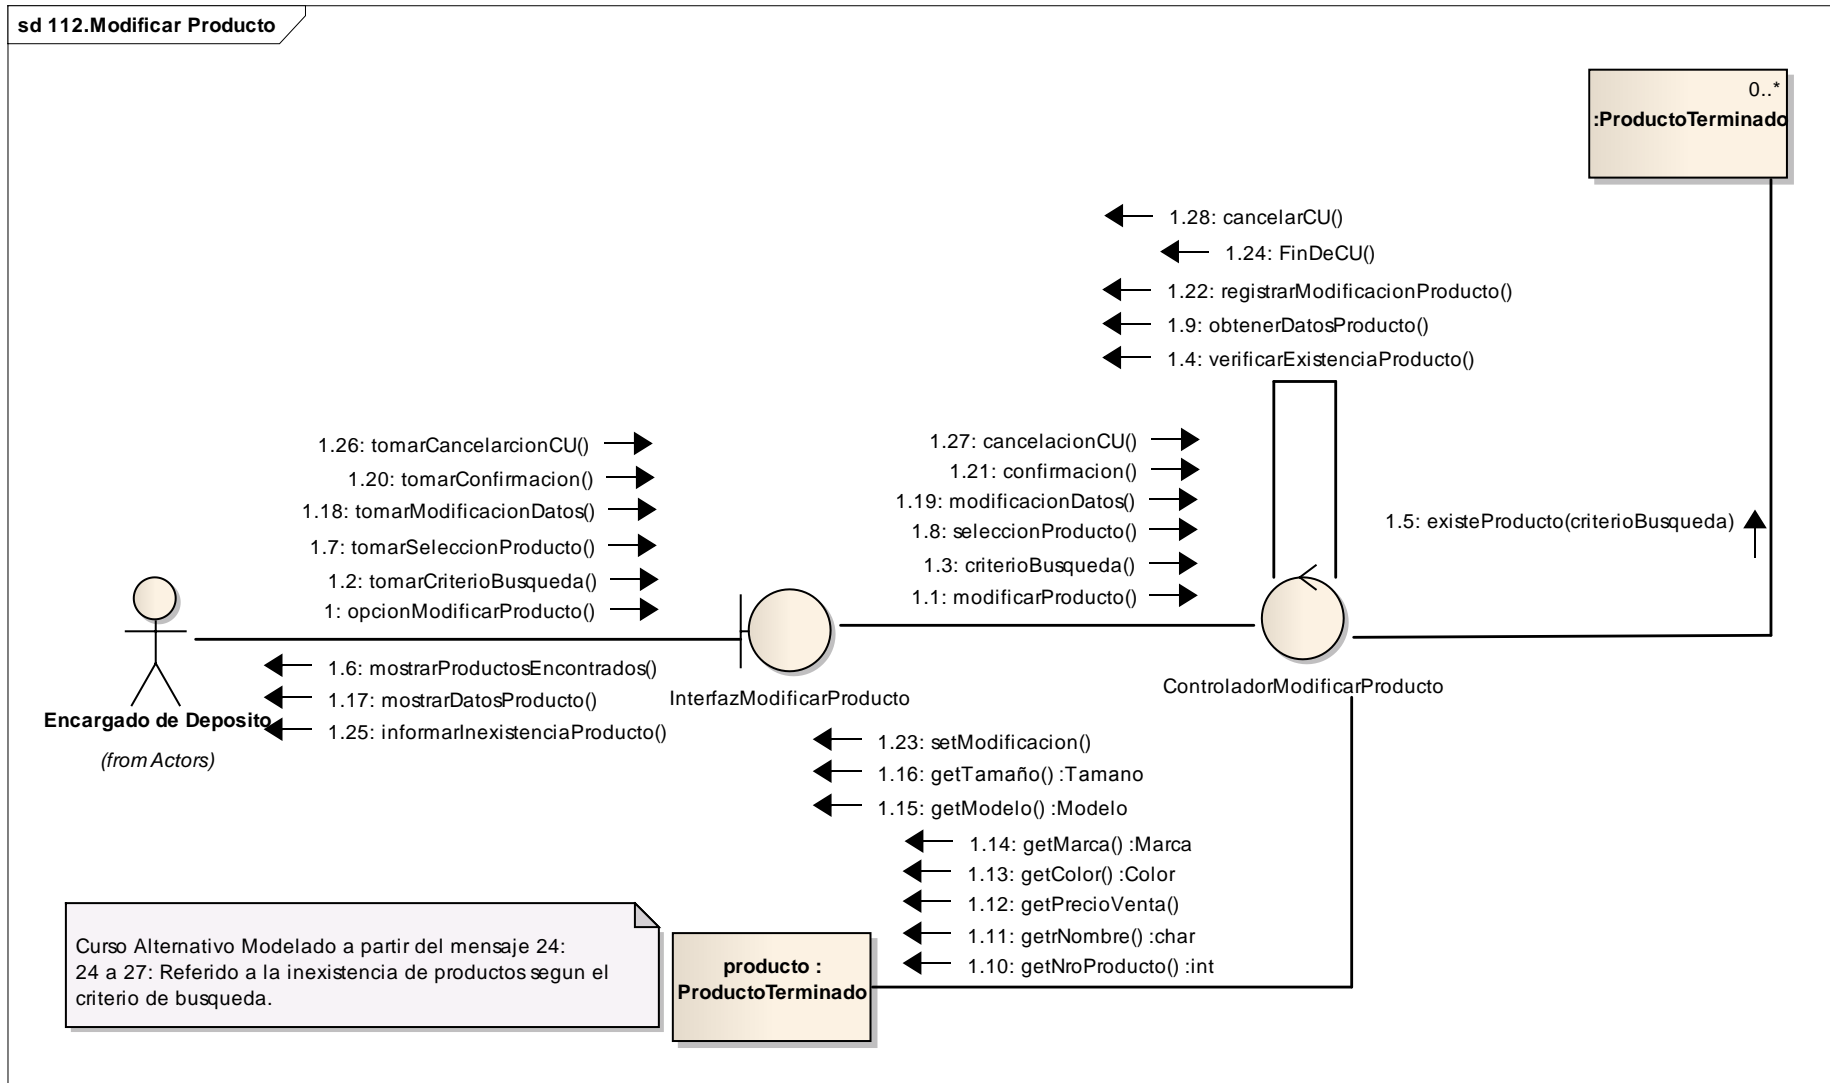 sd 112.Modificar Producto
0..*
:ProductoTerminado
1.28: cancelarCU()
1.24: FinDeCU()
1.22: registrarModificacionProducto()
1.9: obtenerDatosProducto()
1.4: verificarExistenciaProducto()
1.26: tomarCancelarcionCU()
1.20: tomarConfirmacion()
1.18: tomarModificacionDatos()
1.7: tomarSeleccionProducto()
1.2: tomarCriterioBusqueda()
1: opcionModificarProducto()
1.27: cancelacionCU()
1.21: confirmacion()
1.19: modificacionDatos()
1.8: seleccionProducto()
1.3: criterioBusqueda()
1.1: modificarProducto()
1.5: existeProducto(criterioBusqueda)
1.6: mostrarProductosEncontrados()
1.17: mostrarDatosProducto()
1.25: informarInexistenciaProducto()
Encargado de Deposito
(from Actors)
InterfazModificarProducto
ControladorModificarProducto
1.23: setModificacion()
1.16: getTamaño() :Tamano
1.15: getModelo() :Modelo
1.14: getMarca() :Marca
1.13: getColor() :Color
1.12: getPrecioVenta()
1.11: getrNombre() :char
1.10: getNroProducto() :int
Curso Alternativo Modelado a partir del mensaje 24:
24 a 27: Referido a la inexistencia de productos segun el
criterio de busqueda.
producto :
ProductoTerminado